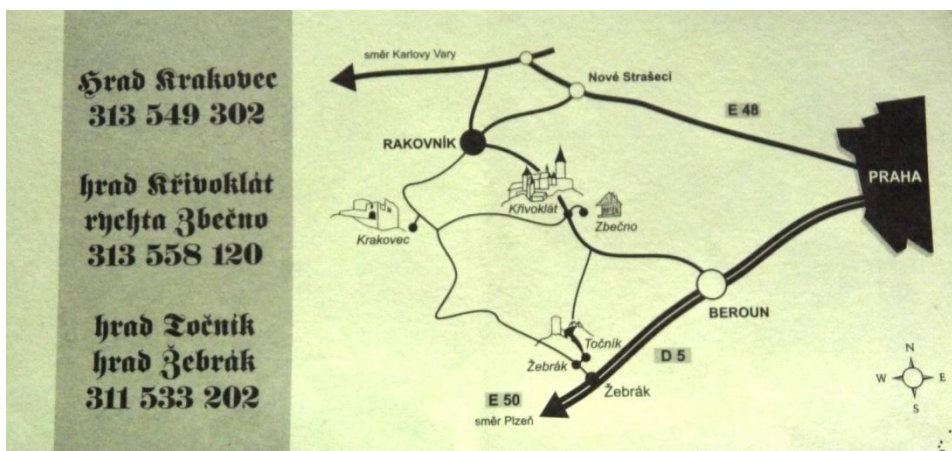 Hrad Krakovec
313 549 302
hrad Křivoklát
rychta Zbečno
313 558 120
hrad Točník
hrad Žebrák
311 533 202
směr Karlovy Vary
Nové Strašecí
E 48
RAKOVNÍK
PRAHA
Křivoklát
Zbečno
Krakovec
BEROUN
Točník
D 5
Žebrák
Žebrák
E 50
směr Plzeň
N
W E
S